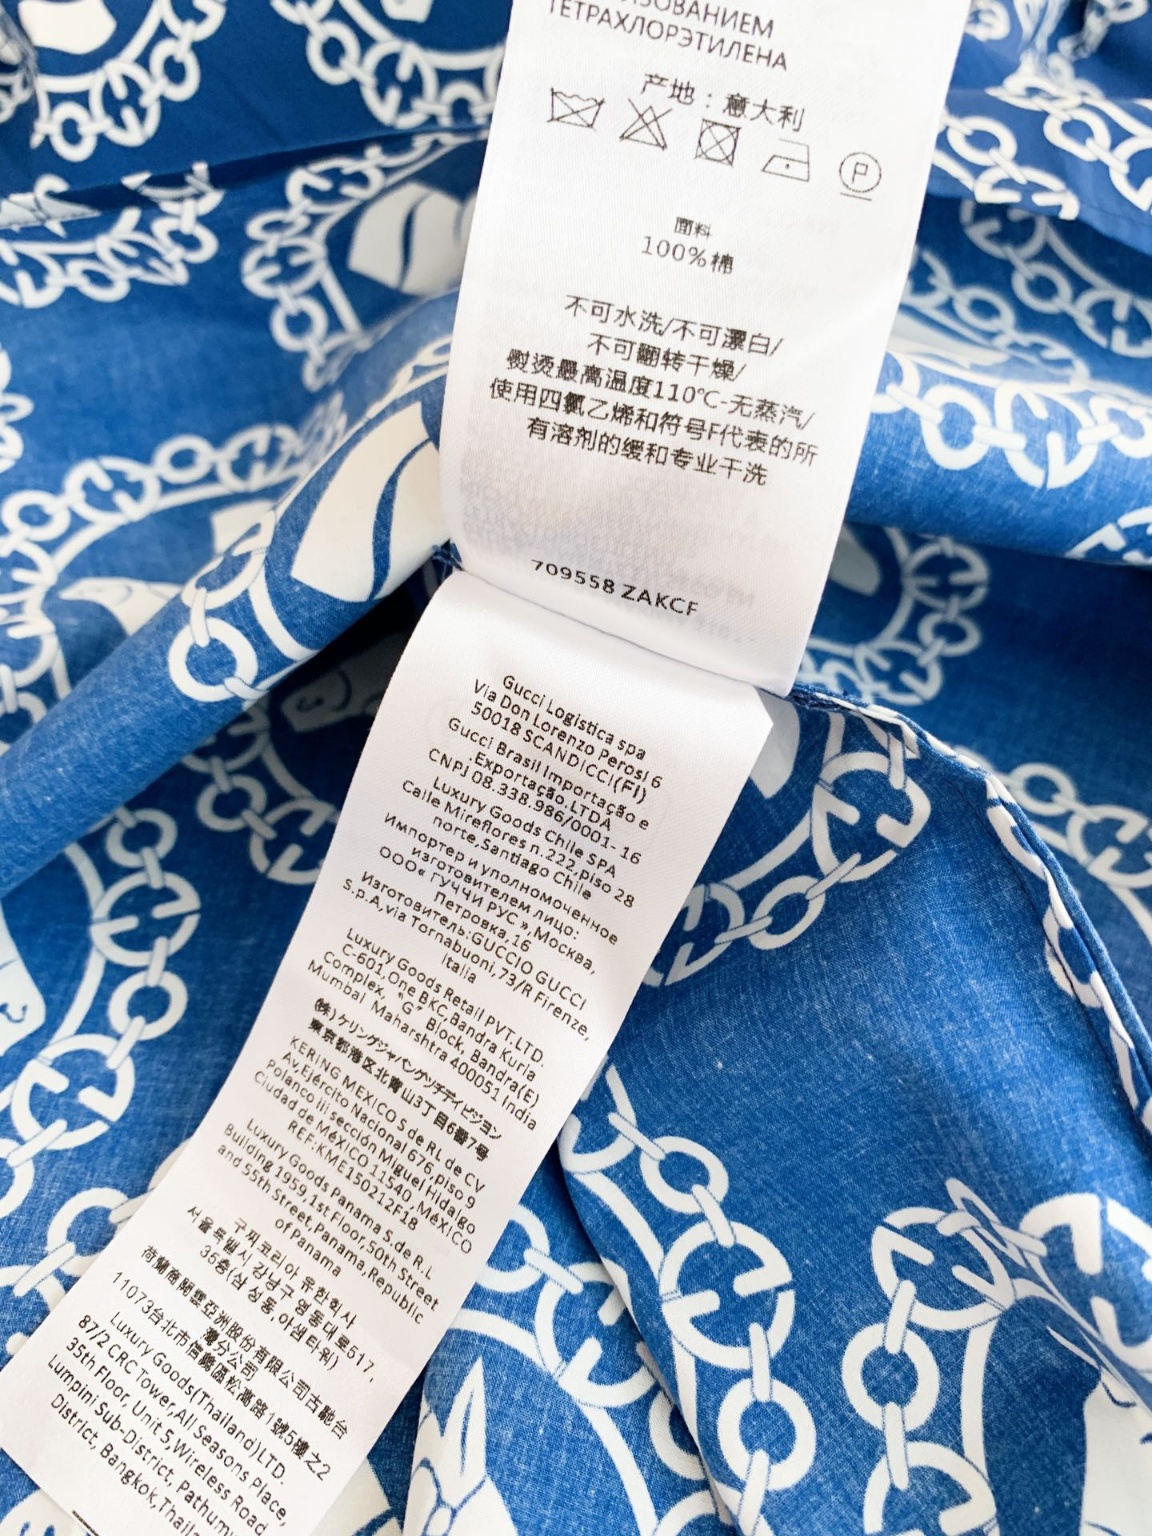 ИЗОВАНИЕМ
ТЕТРАХЛОРЭТИЛЕНА
产地：意大利
P
面料
100%棉
不可水洗/不可漂白/
不可翻转干燥/
熨烫最高温度110℃-无蒸汽/
使用四氯乙烯和符号F代表的所
有溶剂的缓和专业干洗
709558 ZAKCF
Gucci Logistica spa
Via Don Lorenzo Perosi 6
50018 SCANDICCI(FI)
Gucci Brasil Importação e
Exportação LTDA
CNPJ 08.338.986/0001-16
Luxury Goods Chile SPA
Calle Mireflores n.222,piso 28
norte,Santiago Chile
Импортер и уполномоченное
изготовителем лицо:
ООО« ГУЧЧИ РУС »,Москва,
Петровка,16
Изготовитель:GUCCIO GUCCI
S.p.A,via Tornabuoni,73/R Firenze,
Italia
Luxury Goods Retail PVT.LTD.
C-601,One BKC,Bandra Kurla
Complex, "G" Block, Bandra(E)
Mumbai Maharshtra 400051 India
(株)ケリングジャパングッチディビジョン
東京都港区北青山3丁目6番7号
KERING MEXICO S de RL de CV
Av,Ejército Nacional 676,piso 9
Polanco iii sección Miguel Hidalgo
Ciudad de MéXICO 11540, MéXICO
REF:KME150212F18
Luxury Goods Panama S.de R.L
Building 1959,1st Floor,50th Street
and 55th Street,Panama,Republic
of Panama
구찌코리아 유한회사
서울특별시 강남구 영동대로517,
36층(삼성동,아셈타워)
荷蘭商開雲亞洲股份有限公司古馳台
灣分公司
11073台北市信義區松高路1號5樓之2
Luxury Goods(Thailand)LTD.
87/2 CRC Tower,All Seasons Place,
35th Floor, Unit 5,Wireless Road
Lumpini Sub-District, Pathum
District, Bangkok,Thail